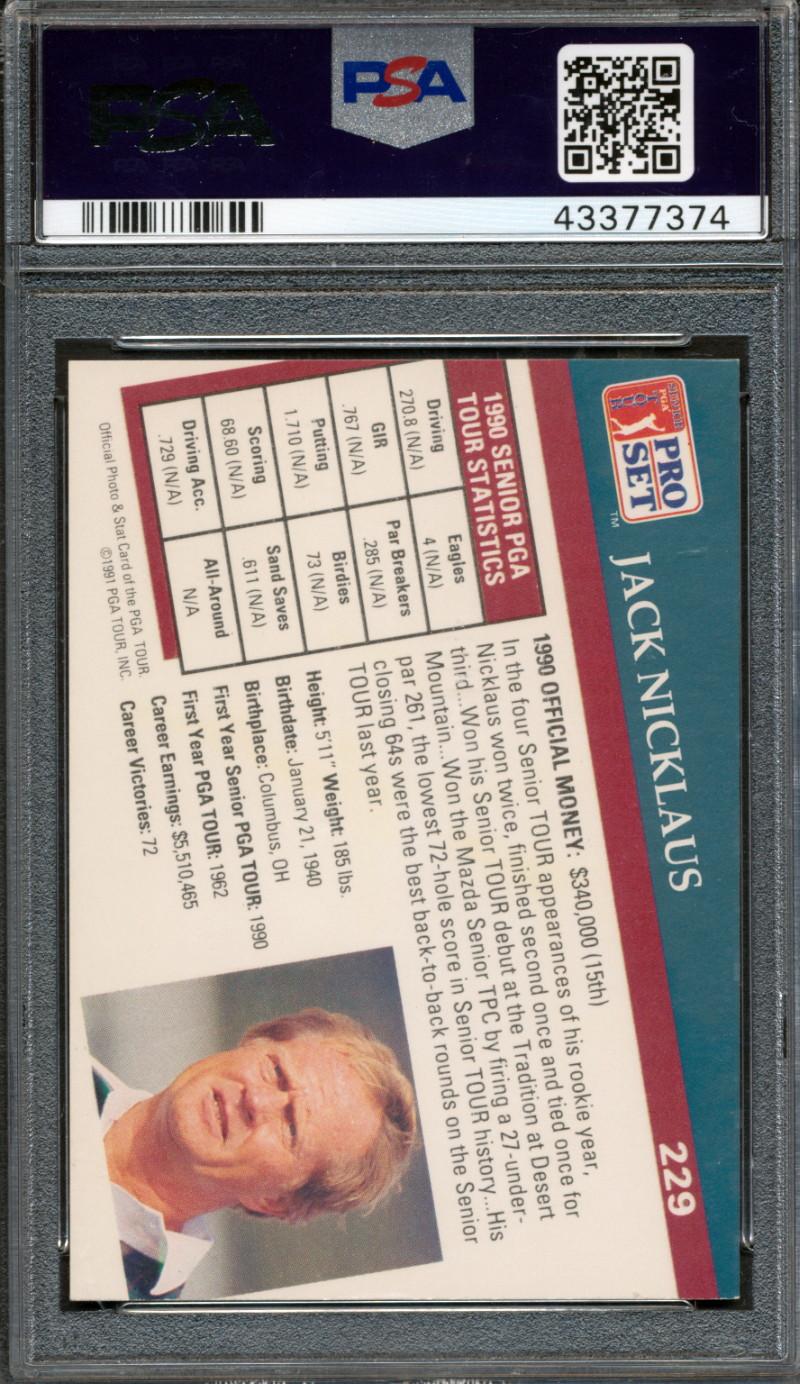 PSA
PSA
43377374
SENIOR
PGA
TOUR
PRO
SET
TM
JACK NICKLAUS
229
1990 SENIOR PGA
TOUR STATISTICS
Driving
270.8 (N/A)
Eagles
4 (N/A)
GIR
.767 (N/A)
Par Breakers
.285 (N/A)
Putting
1.710 (N/A)
Birdies
73 (N/A)
Scoring
68.60 (N/A)
Sand Saves
.611 (N/A)
Driving Acc.
.729 (N/A)
All-Around
N/A
Official Photo & Stat Card of the PGA TOUR.
©1991 PGA TOUR, INC.
1990 OFFICIAL MONEY: $340,000 (15th)
In the four Senior TOUR appearances of his rookie year,
Nicklaus won twice, finished second once and tied once for
third...Won his Senior TOUR debut at the Tradition at Desert
Mountain...Won the Mazda Senior TPC by firing a 27-under-
par 261, the lowest 72-hole score in Senior TOUR history...His
closing 64s were the best back-to-back rounds on the Senior
TOUR last year.
Height: 5'11" Weight: 185 lbs.
Birthdate: January 21, 1940
Birthplace: Columbus, OH
First Year Senior PGA TOUR: 1990
First Year PGA TOUR: 1962
Career Earnings: $5,510,465
Career Victories: 72